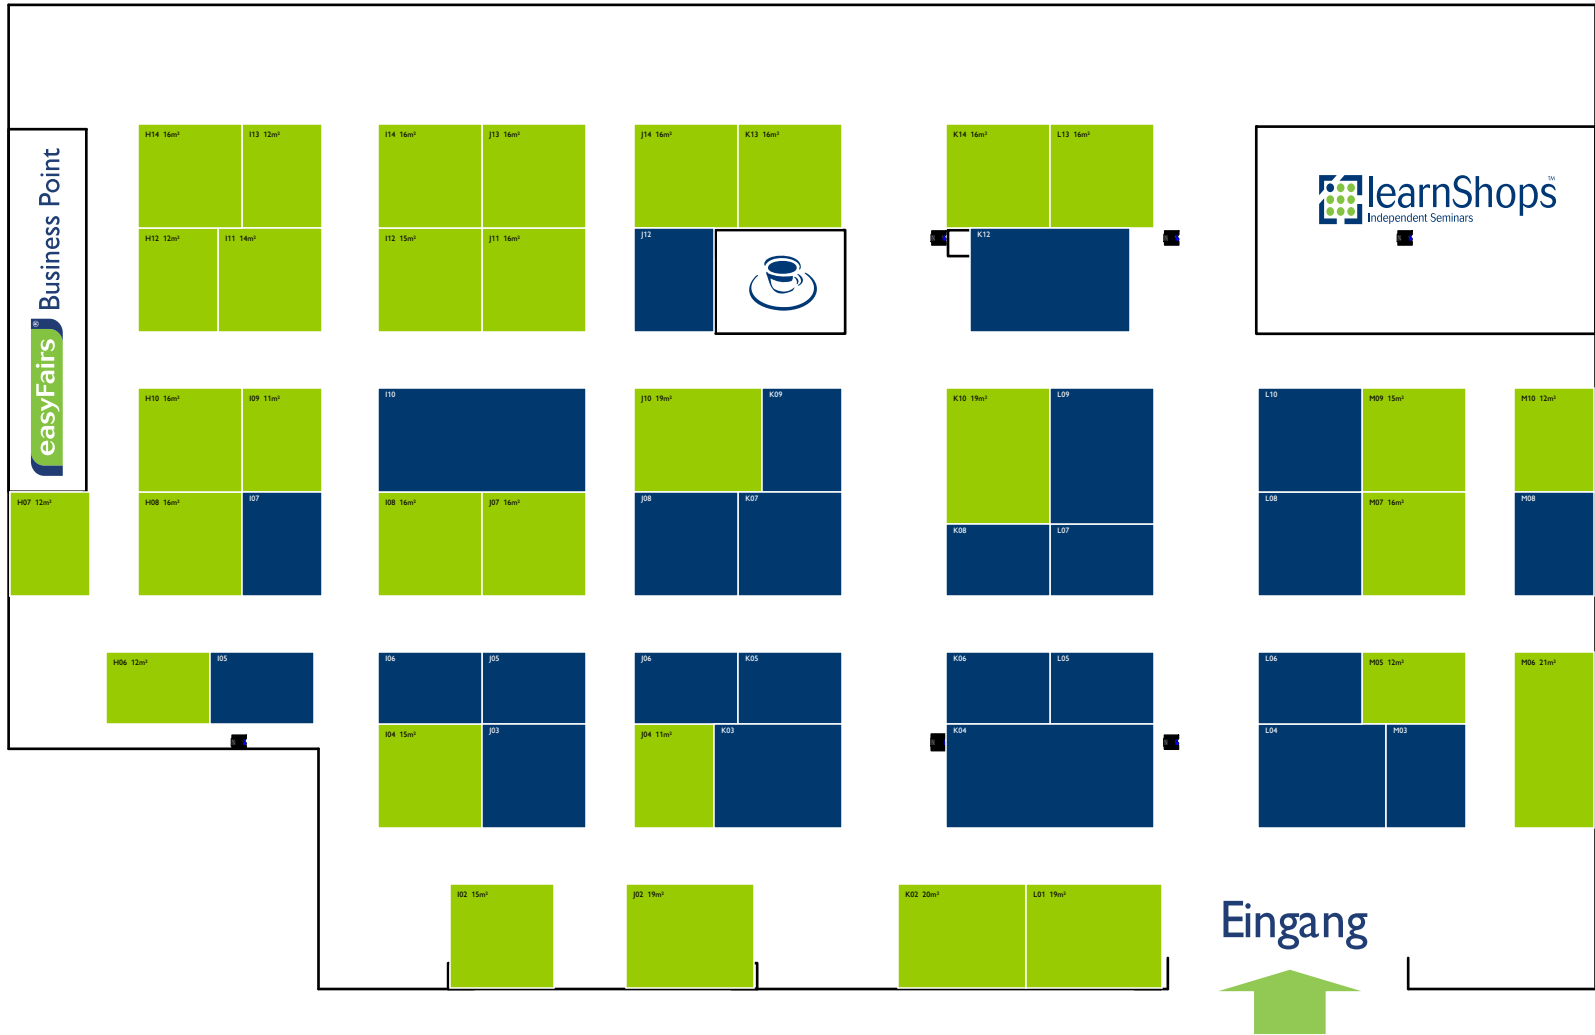 H14 16m²
I13 12m²
I14 16m²
J13 16m²
J14 16m²
K13 16m²
K14 16m²
L13 16m²
easyFairs® Business Point
learnShops™
Independent Seminars
H12 12m²
I11 14m²
I12 15m²
J11 16m²
J12
K12
H10 16m²
I09 11m²
I10
J10 19m²
K09
K10 19m²
L09
L10
M09 15m²
M10 12m²
H07 12m²
H08 16m²
I07
I08 16m²
J07 16m²
J08
K07
K08
L07
L08
M07 16m²
M08
H06 12m²
I05
I06
J05
J06
K05
K06
L05
L06
M05 12m²
M06 21m²
I04 15m²
J03
J04 11m²
K03
K04
L04
M03
I02 15m²
J02 19m²
K02 20m²
L01 19m²
Eingang